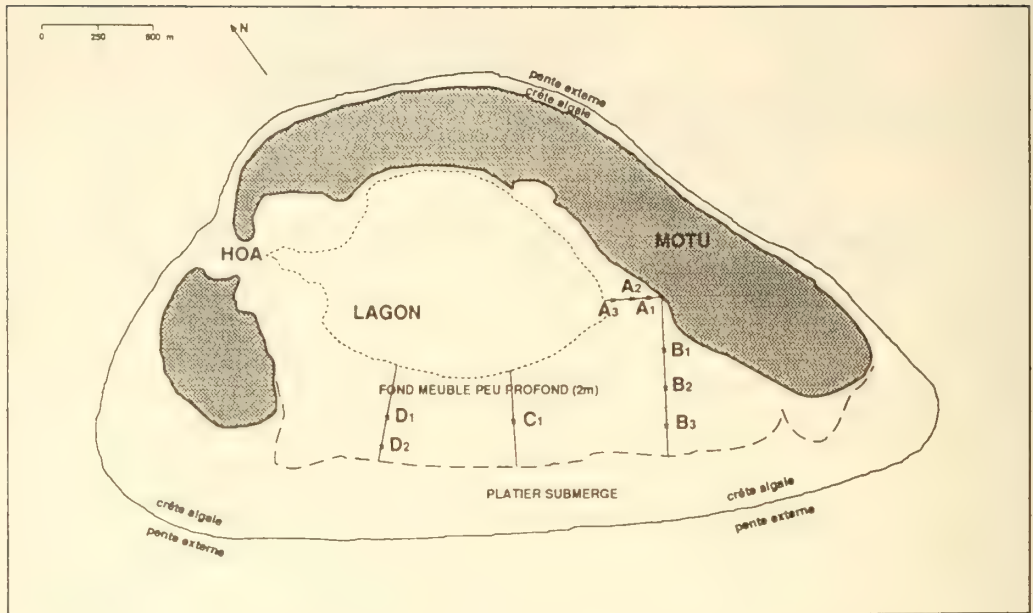 0 250 500 m
N
pente externe
crête algale
HOA
MOTU
LAGON
A2
A3 A1
B1
FOND MEUBLE PEU PROFOND (2m)
B2
D1
C1
B3
D2
PLATIER SUBMERGE
crête algale
pente externe
crête algale
pente externe